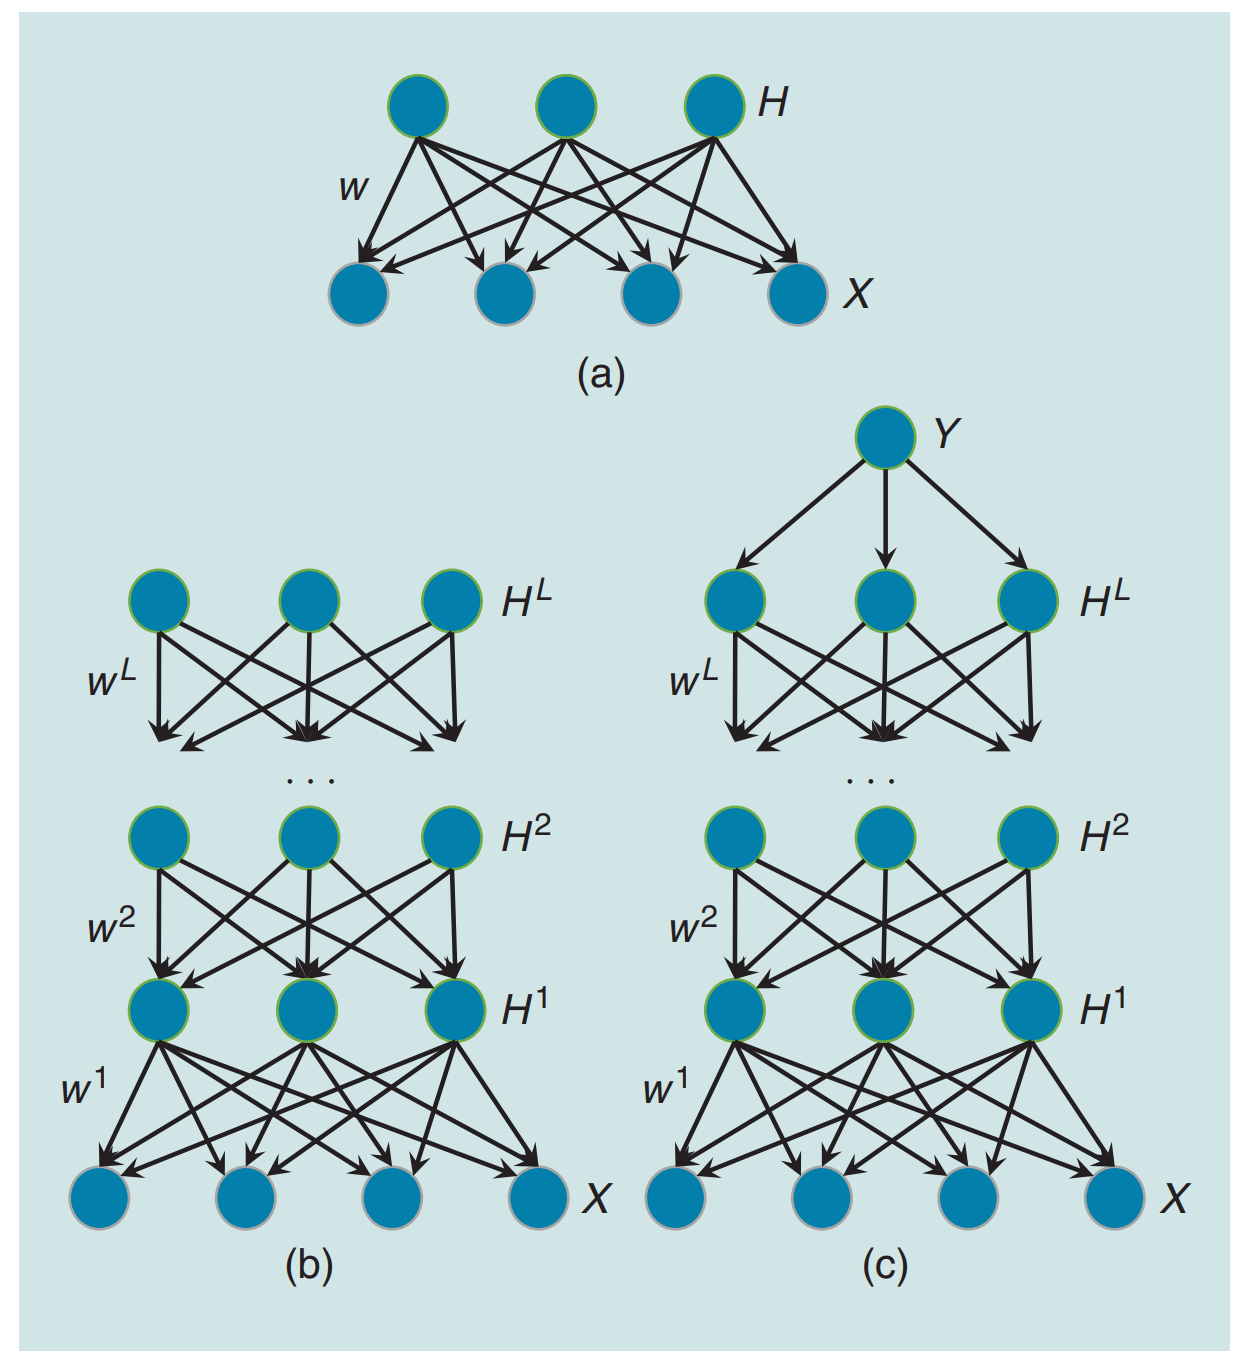 H
w
X
(a)
Y
H^L
w^L
. . .
H^2
w^2
H^1
w^1
X
(b)
H^L
w^L
. . .
H^2
w^2
H^1
w^1
X
(c)